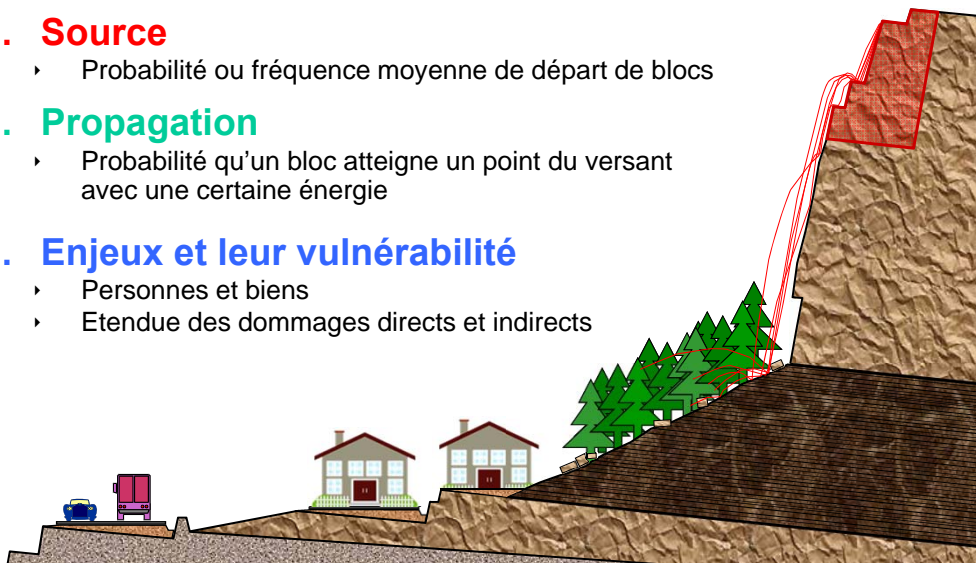 . Source
‣ Probabilité ou fréquence moyenne de départ de blocs
. Propagation
‣ Probabilité qu’un bloc atteigne un point du versant
avec une certaine énergie
. Enjeux et leur vulnérabilité
‣ Personnes et biens
‣ Etendue des dommages directs et indirects